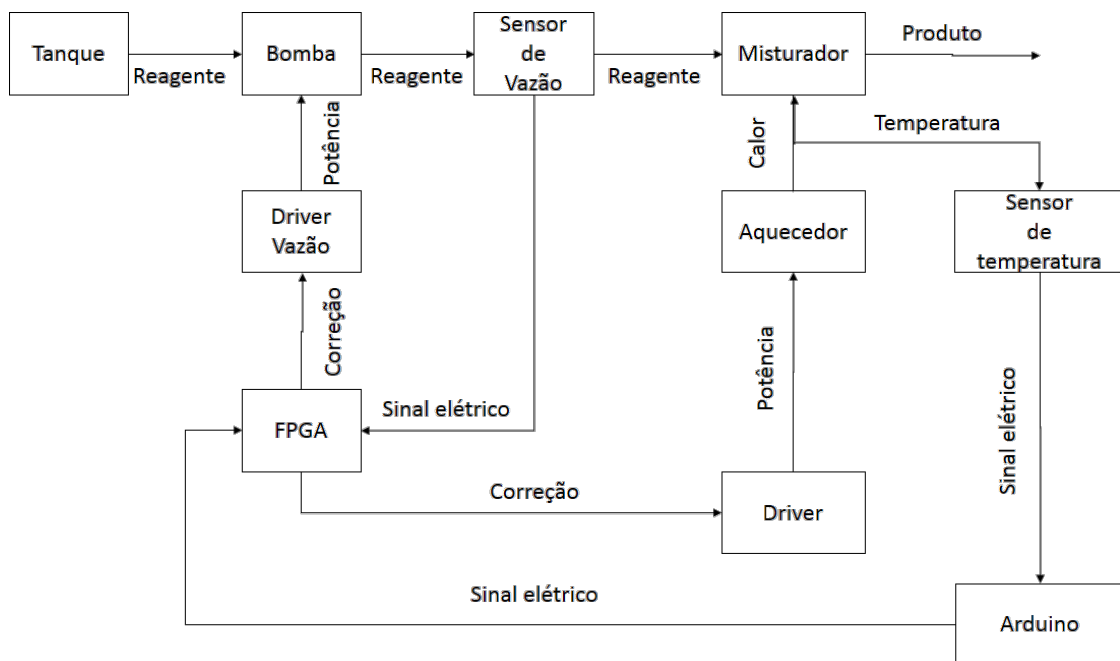 Tanque
Reagente
Bomba
Reagente
Sensor
de
Vazão
Reagente
Misturador
Produto
Potência
Calor
Temperatura
Driver
Vazão
Aquecedor
Sensor
de
temperatura
Correção
Potência
Sinal elétrico
FPGA
Sinal elétrico
Correção
Driver
Sinal elétrico
Arduino